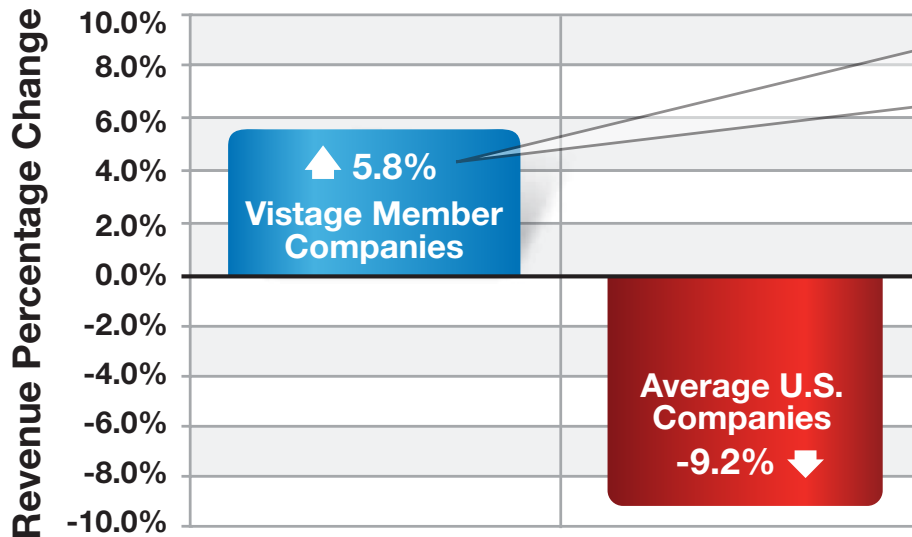 Revenue Percentage Change
10.0%
8.0%
6.0%
4.0%
2.0%
0.0%
-2.0%
-4.0%
-6.0%
-8.0%
-10.0%
5.8%
Vistage Member
Companies
Average U.S.
Companies
-9.2%